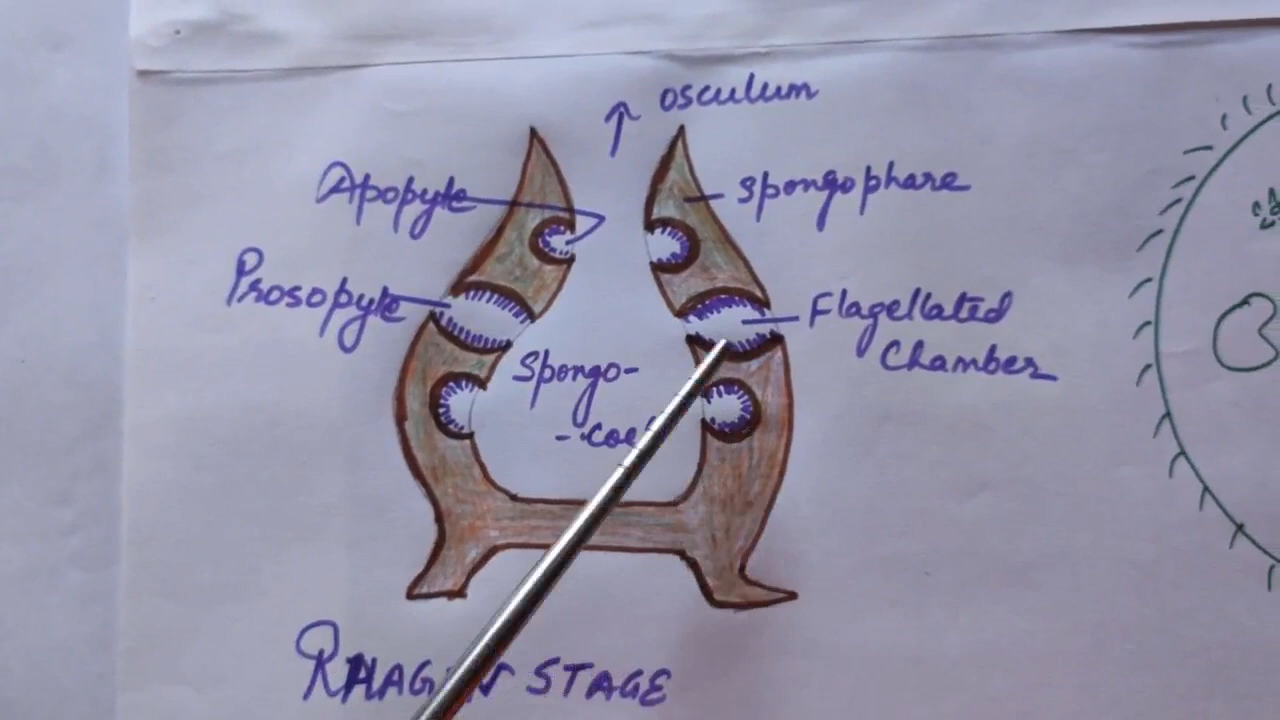 osculum
Apopyle
spongophare
Prosopyle
Flagellated
Chamber
Spongo-
STAGE